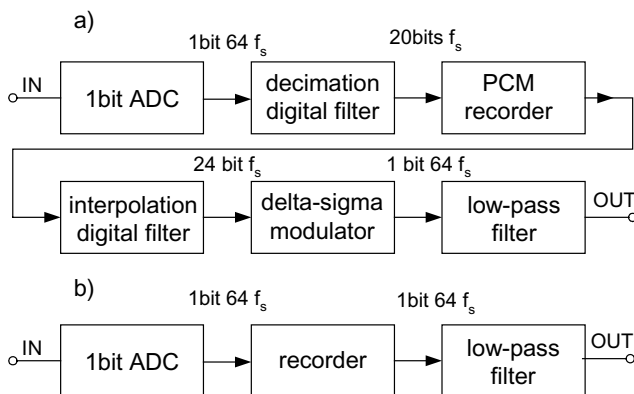 a)
1bit 64 fs
20bits fs
IN
1bit ADC
decimation
digital filter
PCM
recorder
24 bit fs
1 bit 64 fs
interpolation
digital filter
delta-sigma
modulator
low-pass
filter
OUT
b)
1bit 64 fs
1bit 64 fs
IN
1bit ADC
recorder
low-pass
filter
OUT